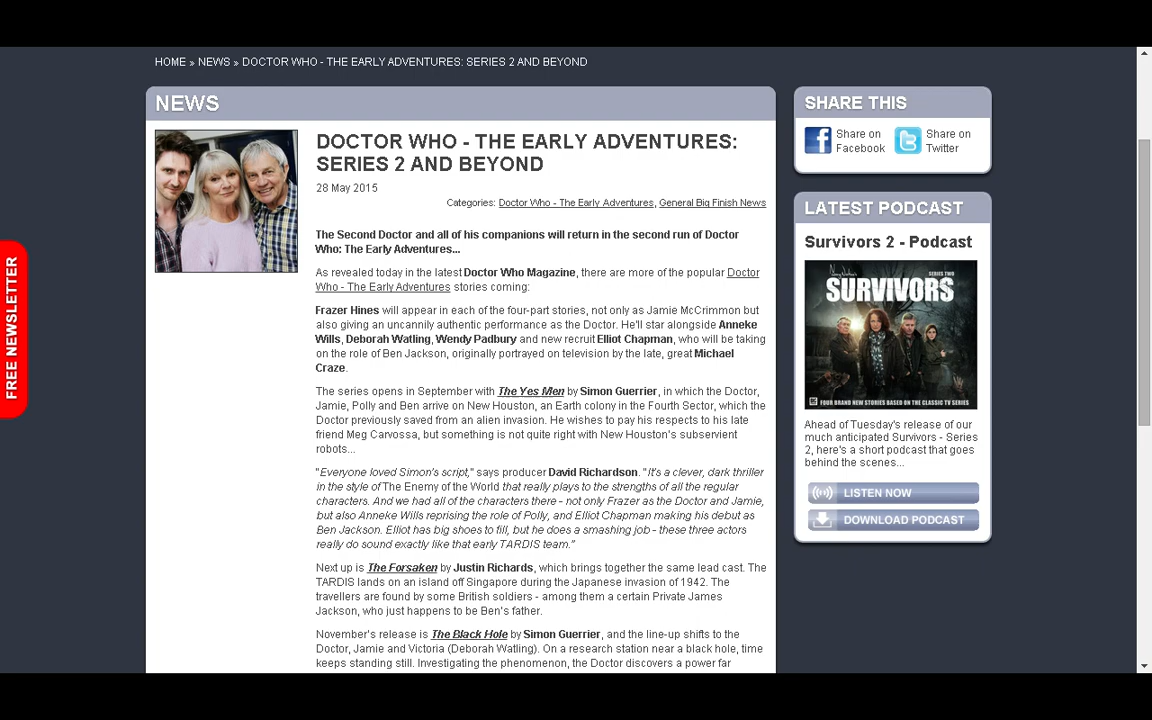 HOME » NEWS » DOCTOR WHO - THE EARLY ADVENTURES: SERIES 2 AND BEYOND
NEWS
DOCTOR WHO - THE EARLY ADVENTURES:
SERIES 2 AND BEYOND
28 May 2015
Categories: Doctor Who - The Early Adventures, General Big Finish News
The Second Doctor and all of his companions will return in the second run of Doctor
Who: The Early Adventures...
As revealed today in the latest Doctor Who Magazine, there are more of the popular Doctor
Who - The Early Adventures stories coming:
Frazer Hines will appear in each of the four-part stories, not only as Jamie McCrimmon but
also giving an uncannily authentic performance as the Doctor. He'll star alongside Anneke
Wills, Deborah Watling, Wendy Padbury and new recruit Elliot Chapman, who will be taking
on the role of Ben Jackson, originally portrayed on television by the late, great Michael
Craze.
The series opens in September with The Yes Men by Simon Guerrier, in which the Doctor,
Jamie, Polly and Ben arrive on New Houston, an Earth colony in the Fourth Sector, which the
Doctor previously saved from an alien invasion. He wishes to pay his respects to his late
friend Meg Carvossa, but something is not quite right with New Houston's subservient
robots...
"Everyone loved Simon's script," says producer David Richardson. "It's a clever, dark thriller
in the style of The Enemy of the World that really plays to the strengths of all the regular
characters. And we had all of the characters there - not only Frazer as the Doctor and Jamie,
but also Anneke Wills reprising the role of Polly, and Elliot Chapman making his debut as
Ben Jackson. Elliot has big shoes to fill, but he does a smashing job - these three actors
really do sound exactly like that early TARDIS team."
Next up is The Forsaken by Justin Richards, which brings together the same lead cast. The
TARDIS lands on an island off Singapore during the Japanese invasion of 1942. The
travellers are found by some British soldiers - among them a certain Private James
Jackson, who just happens to be Ben's father.
November's release is The Black Hole by Simon Guerrier, and the line-up shifts to the
Doctor, Jamie and Victoria (Deborah Watling). On a research station near a black hole, time
keeps standing still. Investigating the phenomenon, the Doctor discovers a power far
SHARE THIS
Share on
Facebook
Share on
Twitter
LATEST PODCAST
Survivors 2 - Podcast
SERIES TWO
SURVIVORS
FOUR BRAND NEW STORIES BASED ON THE CLASSIC TV SERIES
Ahead of Tuesday's release of our
much anticipated Survivors - Series
2, here's a short podcast that goes
behind the scenes...
LISTEN NOW
DOWNLOAD PODCAST
FREE NEWSLETTER